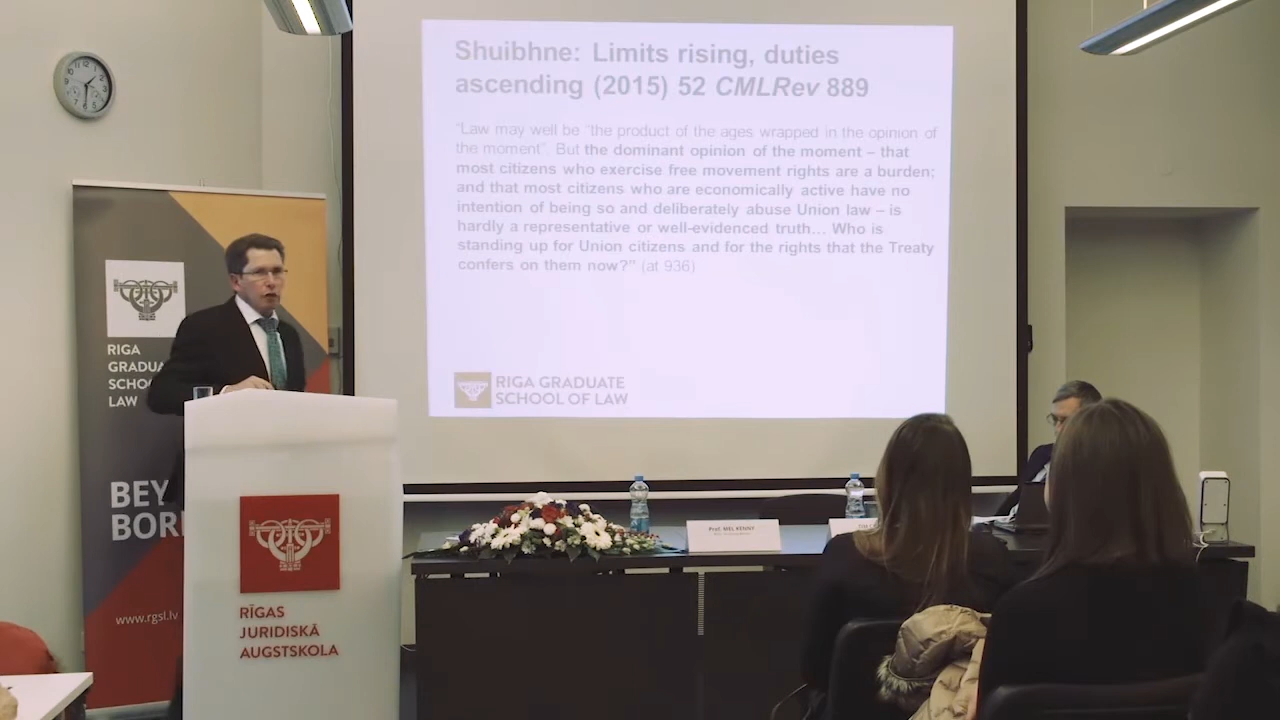 Shuibhne: Limits rising, duties
ascending (2015) 52 CMLRev 889
“Law may well be “the product of the ages wrapped in the opinion of
the moment”. But the dominant opinion of the moment – that
most citizens who exercise free movement rights are a burden;
and that most citizens who are economically active have no
intention of being so and deliberately abuse Union law – is
hardly a representative or well-evidenced truth… Who is
standing up for Union citizens and for the rights that the Treaty
confers on them now?” (at 936)
RIGA GRADUATE
SCHOOL OF LAW
RIGA
GRADUA
SCHOO
LAW
BEY
BOR
www.rgsl.lv
RĪGAS
JURIDISKĀ
AUGSTSKOLA
Prof. MEL KENNY